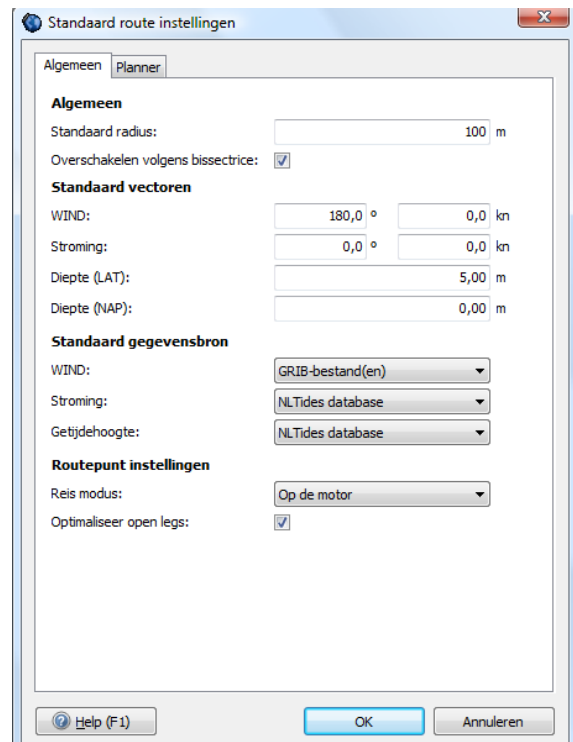 Standaard route instellingen
Algemeen Planner
Algemeen
Standaard radius: 100 m
Overschakelen volgens bissectrice:
Standaard vectoren
WIND: 180,0 ° 0,0 kn
Stroming: 0,0 ° 0,0 kn
Diepte (LAT): 5,00 m
Diepte (NAP): 0,00 m
Standaard gegevensbron
WIND: GRIB-bestand(en)
Stroming: NLTides database
Getijdehoogte: NLTides database
Routepunt instellingen
Reis modus: Op de motor
Optimaliseer open legs:
Help (F1) OK Annuleren